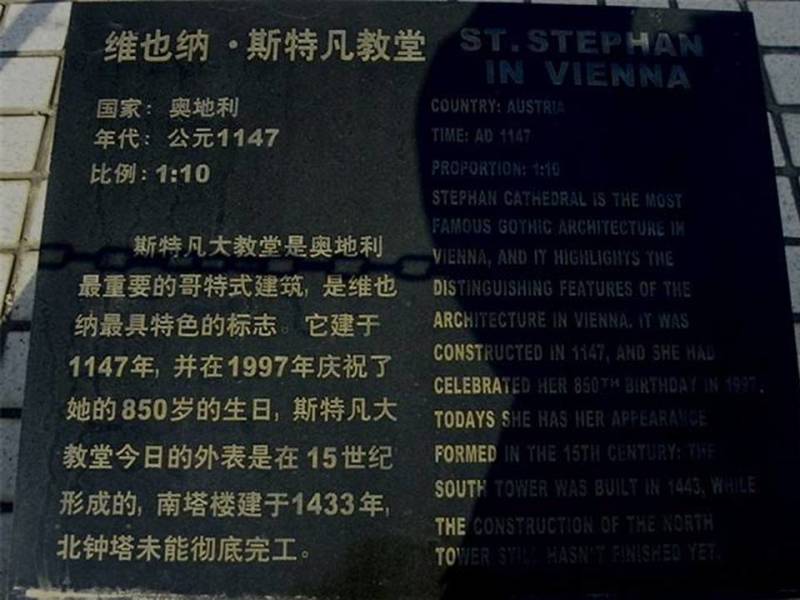 维也纳·斯特凡教堂
国家：奥地利
年代：公元1147
比例：1:10
斯特凡大教堂是奥地利
最重要的哥特式建筑，是维也
纳最具特色的标志。它建于
1147年，并在1997年庆祝了
她的850岁的生日，斯特凡大
教堂今日的外表是在15世纪
形成的，南塔楼建于1433年，
北钟塔未能彻底完工。
ST.STEPHAN
IN VIENNA
COUNTRY: AUSTRIA
TIME: AD 1147
PROPORTION: 1:10
STEPHAN CATHEDRAL IS THE MOST
FAMOUS GOTHIC ARCHITECTURE IN
VIENNA, AND IT HIGHLIGHTS THE
DISTINGUISHING FEATURES OF THE
ARCHITECTURE IN VIENNA. IT WAS
CONSTRUCTED IN 1147, AND SHE HAD
CELEBRATED HER 850TH BIRTHDAY IN 1997.
TODAYS SHE HAS HER APPEARANCE
FORMED IN THE 15TH CENTURY: THE
SOUTH TOWER WAS BUILT IN 1443, WHILE
THE CONSTRUCTION OF THE NORTH
TOWER STILL HASN'T FINISHED YET.